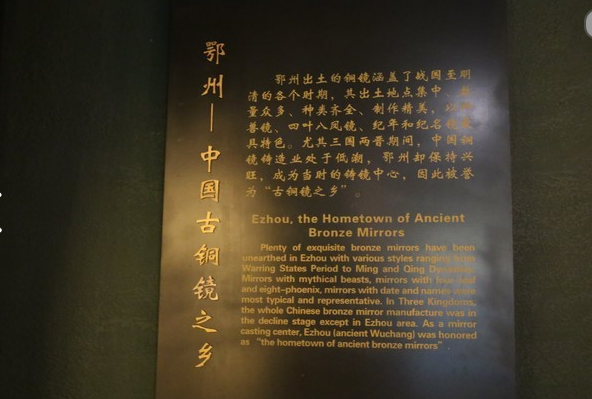 鄂州—中国古铜镜之乡
鄂州出土的铜镜涵盖了战国至明
清的各个时期，其出土地点集中、
量众多、种类齐全、制作精美，以
兽镜、四叶八凤镜、纪年和纪名镜
具特色。尤其三国两晋期间，中国铜
镜铸造业处于低潮，鄂州却保持兴
旺，成为当时的铸镜中心，因此被誉
为“古铜镜之乡”。
Ezhou, the Hometown of Ancient
Bronze Mirrors
Plenty of exquisite bronze mirrors have been
unearthed in Ezhou with various styles ranging from
Warring States Period to Ming and Qing Dynasties.
Mirrors with mythical beasts, mirrors with four-leaf
and eight-phoenix, mirrors with date and names were
most typical and representative. In Three Kingdoms,
the whole Chinese bronze mirror manufacture was in
the decline stage except in Ezhou area. As a mirror
casting center, Ezhou (ancient Wuchang) was honored
as “the hometown of ancient bronze mirrors”.